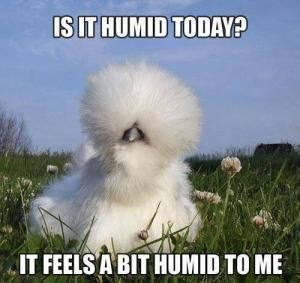 IS IT HUMID TODAY?
IT FEELS A BIT HUMID TO ME